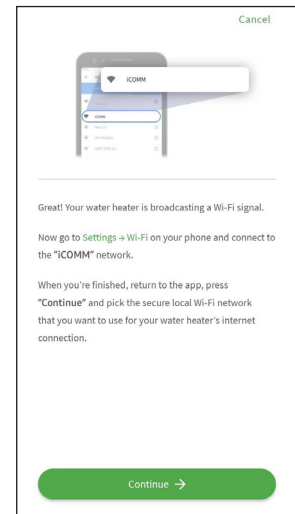 Cancel
iCOMM
iCOMM
Great! Your water heater is broadcasting a Wi-Fi signal.
Now go to Settings → Wi-Fi on your phone and connect to
the "iCOMM" network.
When you're finished, return to the app, press
"Continue" and pick the secure local Wi-Fi network
that you want to use for your water heater's internet
connection.
Continue →